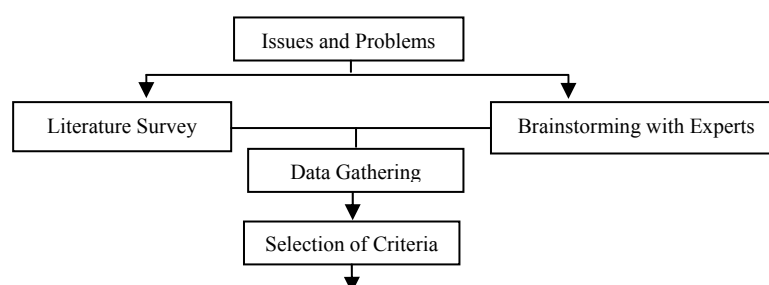 Issues and Problems
Literature Survey
Brainstorming with Experts
Data Gathering
Selection of Criteria